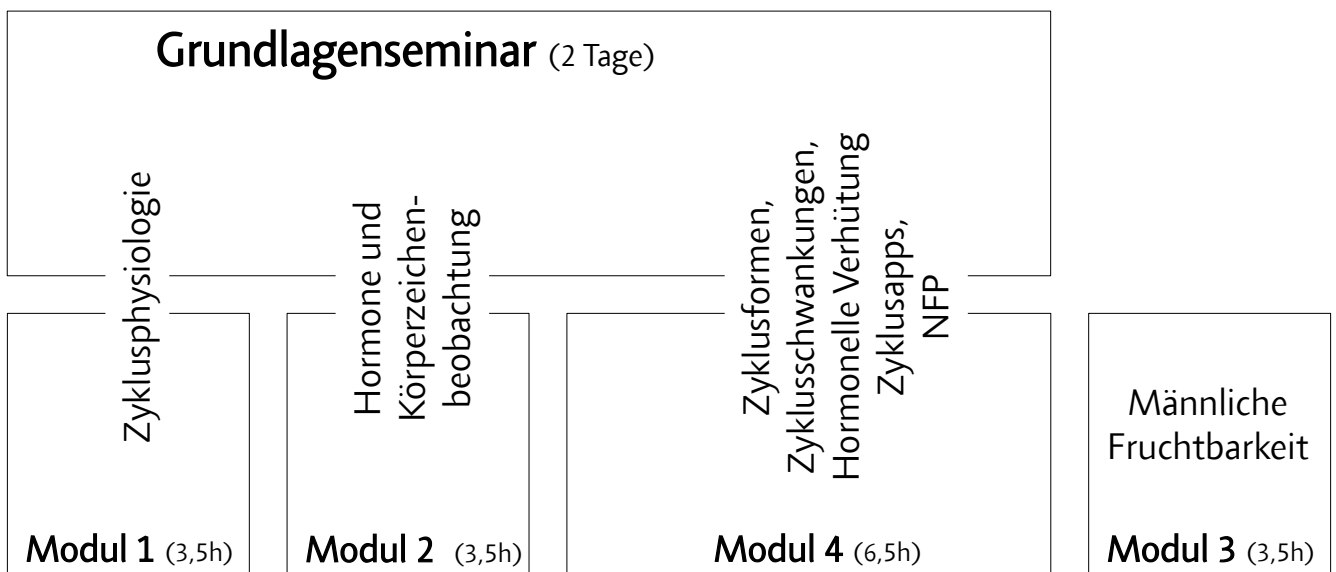 Grundlagenseminar (2 Tage)
Zyklusphysiologie
Hormone und
Körperzeichen-
beobachtung
Zyklusformen,
Zyklusschwankungen,
Hormonelle Verhütung
Zyklusapps,
NFP
Männliche
Fruchtbarkeit
Modul 1 (3,5h)
Modul 2 (3,5h)
Modul 4 (6,5h)
Modul 3 (3,5h)